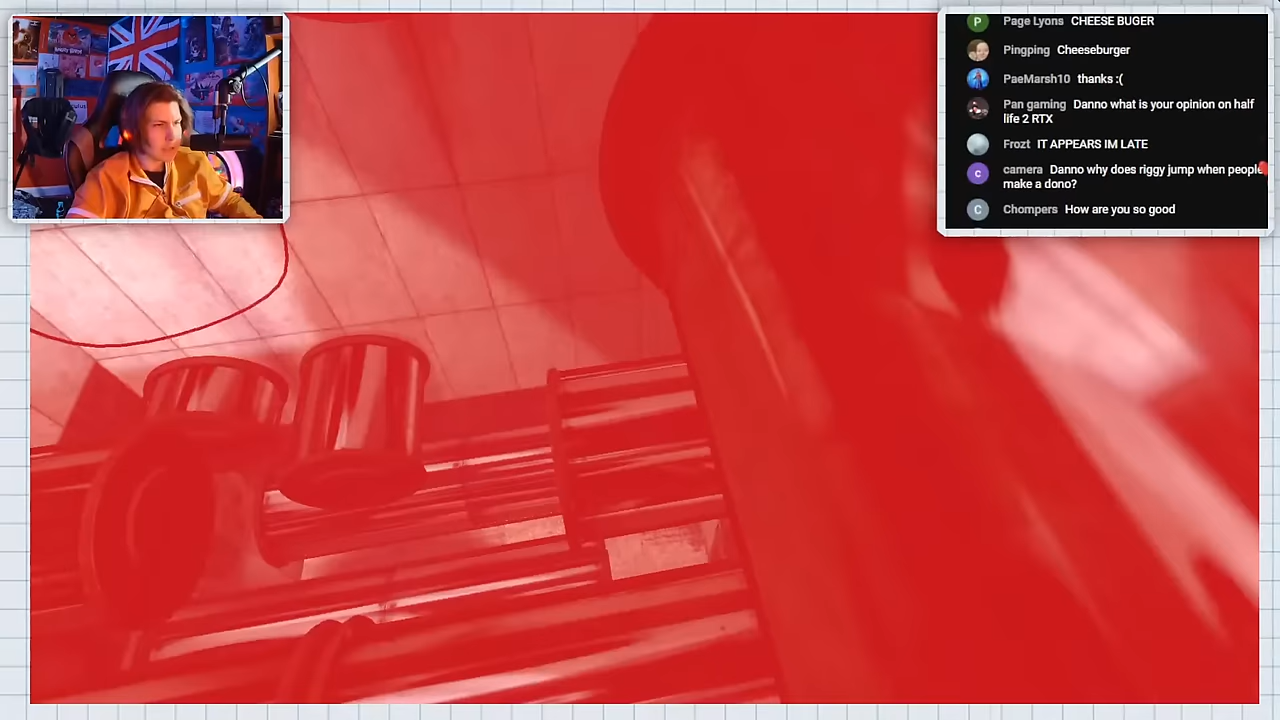 Page Lyons CHEESE BUGER
Pingping Cheeseburger
PaeMarsh10 thanks :(
Pan gaming Danno what is your opinion on half
life 2 RTX
Frozt IT APPEARS IM LATE
camera Danno why does riggy jump when people
make a dono?
Chompers How are you so good
P
C
C